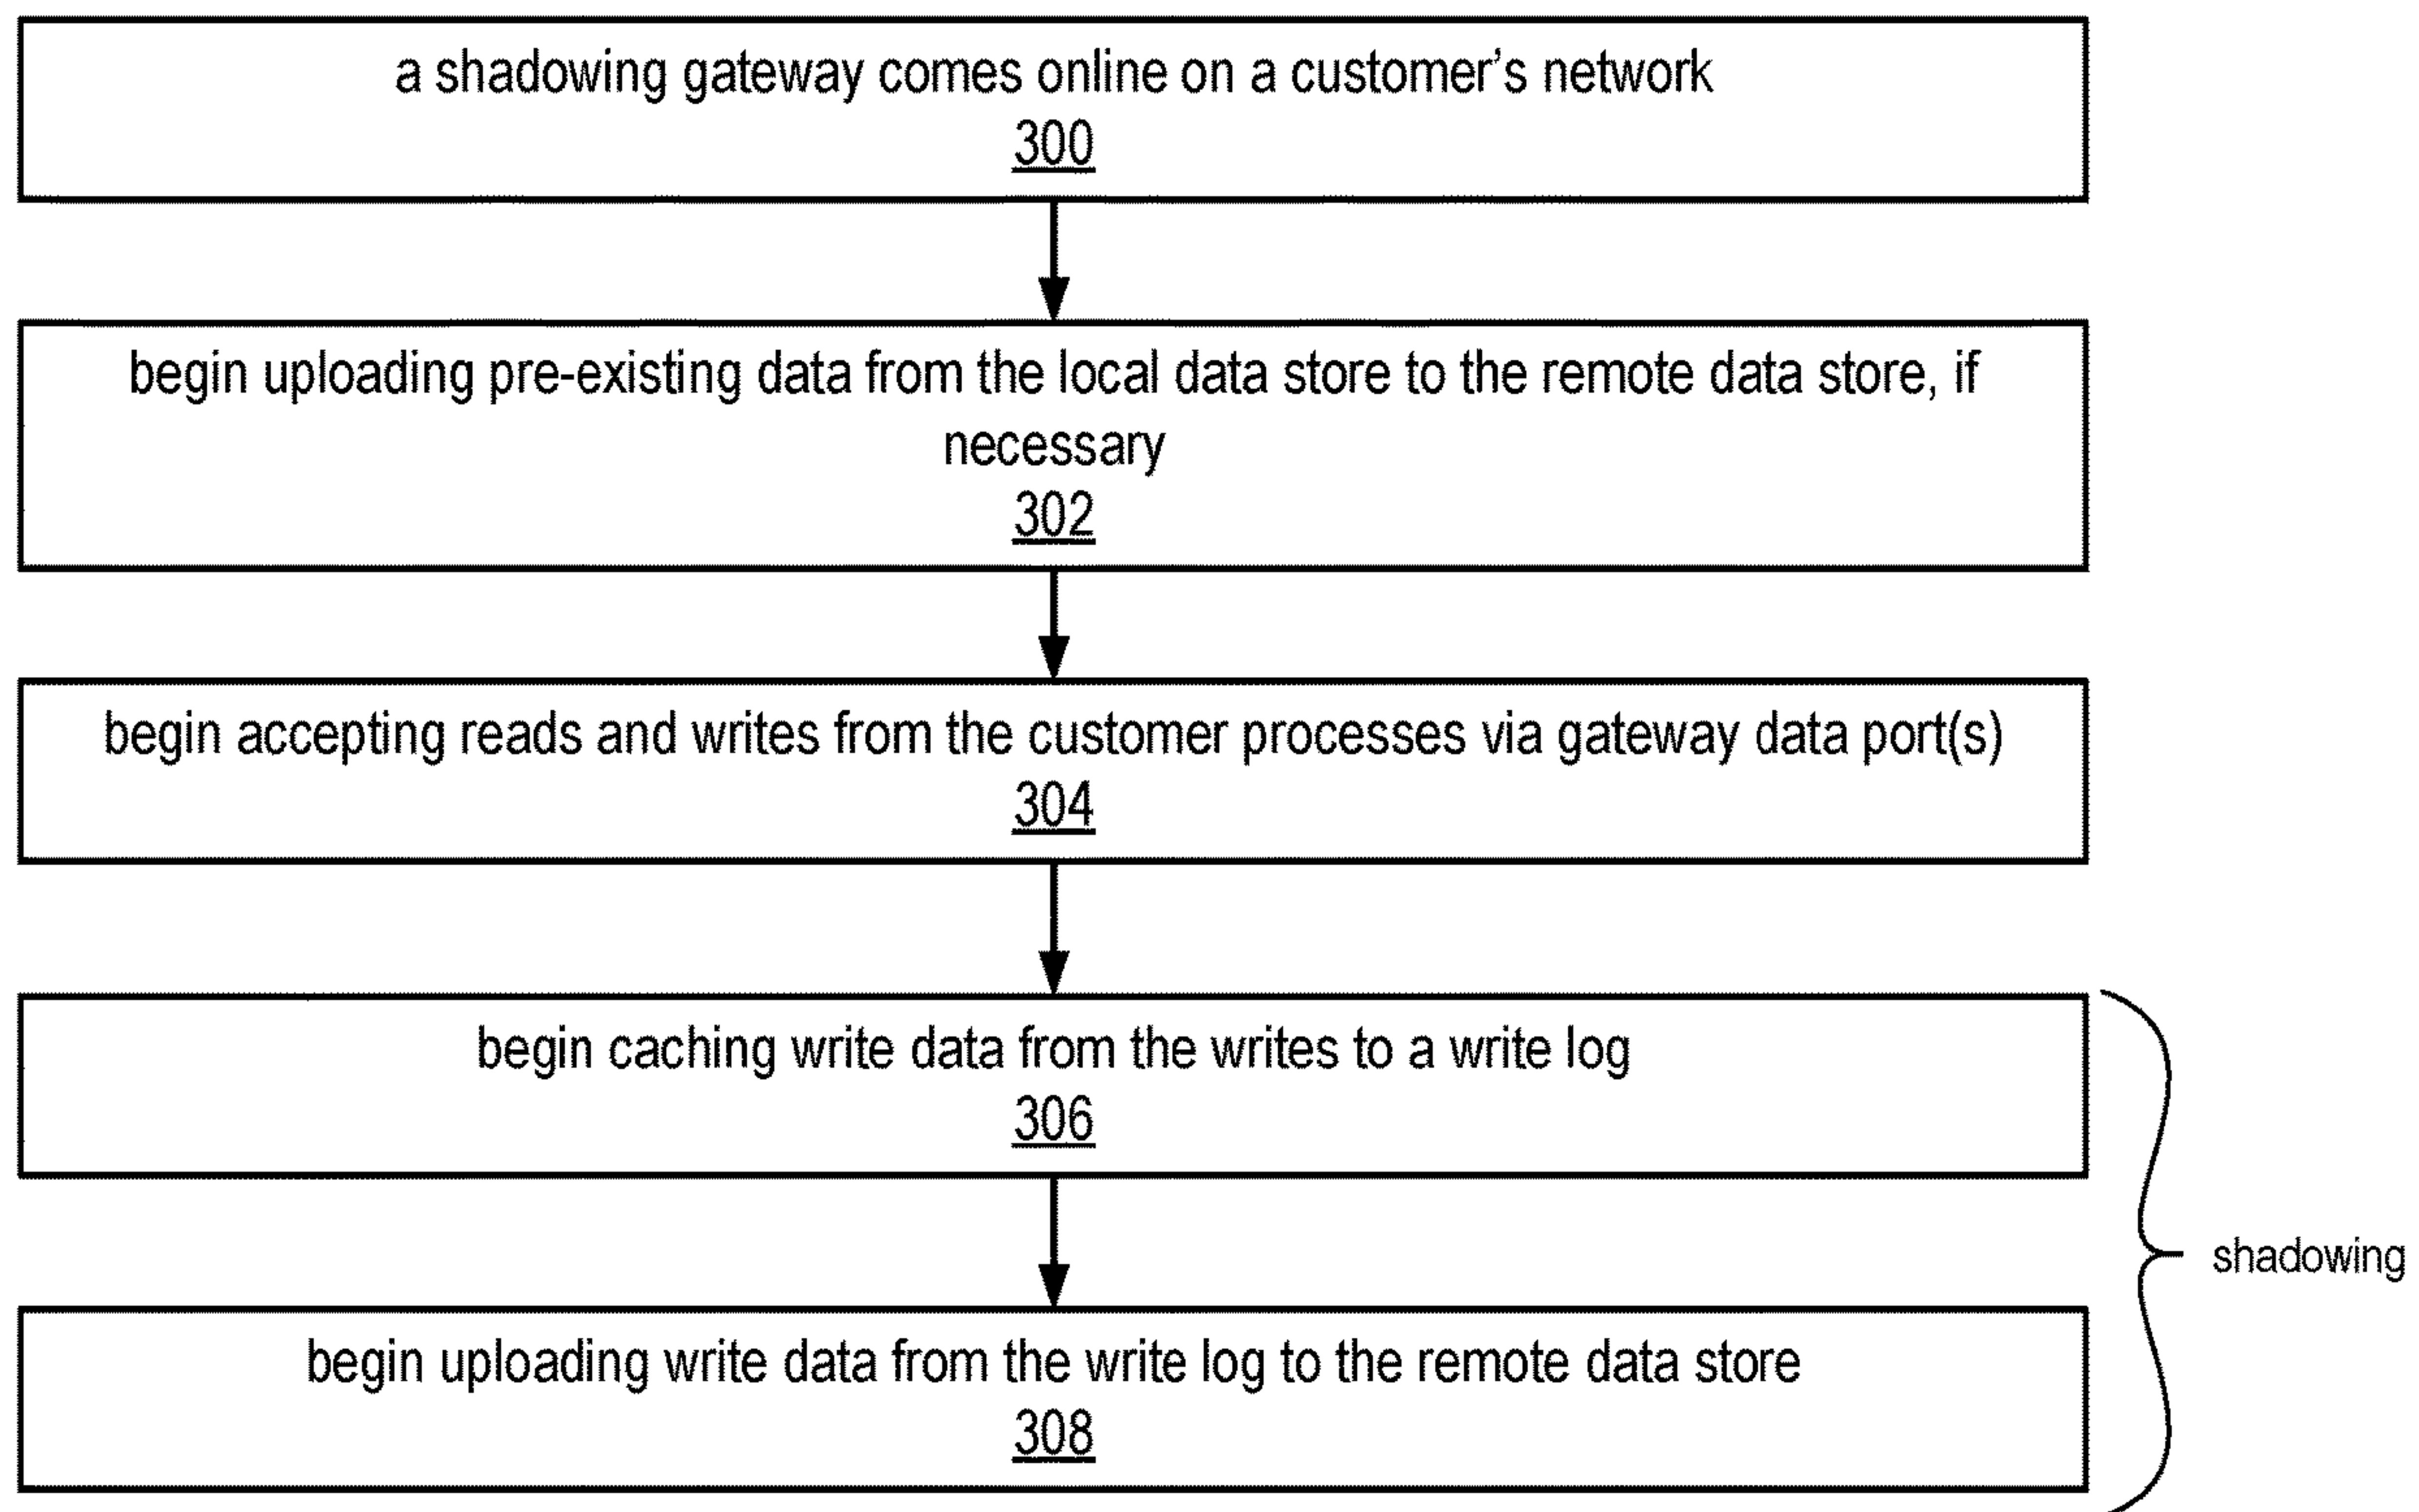 a shadowing gateway comes online on a customer's network
300
begin uploading pre-existing data from the local data store to the remote data store, if
necessary
302
begin accepting reads and writes from the customer processes via gateway data port(s)
304
begin caching write data from the writes to a write log
306
shadowing
begin uploading write data from the write log to the remote data store
308